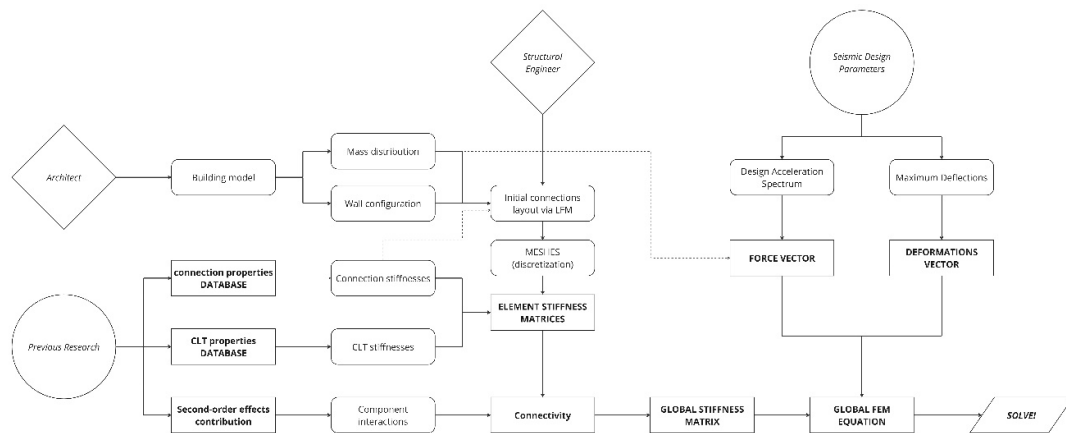 Structural
Engineer
Seismic Design
Parameters
Architect
Building model
Mass distribution
Wall configuration
Initial connections
layout via LFM
Design Acceleration
Spectrum
Maximum Deflections
MESHES
(discretization)
FORCE VECTOR
DEFORMATIONS
VECTOR
connection properties
DATABASE
Connection stiffnesses
ELEMENT STIFFNESS
MATRICES
Previous Research
CLT properties
DATABASE
CLT stiffnesses
Second-order effects
contribution
Component
interactions
Connectivity
GLOBAL STIFFNESS
MATRIX
GLOBAL FEM
EQUATION
SOLVE!